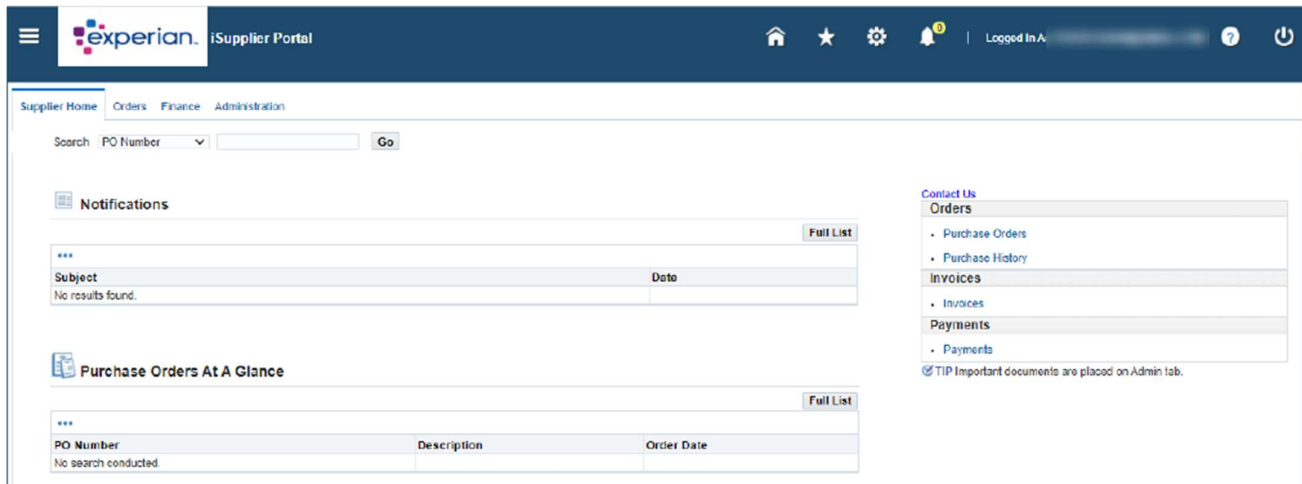 experian. iSupplier Portal
0
Logged In A
?
Supplier Home Orders Finance Administration
Search PO Number Go
Notifications
Full List
Subject Date
No results found.
Purchase Orders At A Glance
Full List
PO Number Description Order Date
No search conducted.
Contact Us
Orders
Purchase Orders
Purchase History
Invoices
Invoices
Payments
Payments
TIP Important documents are placed on Admin tab.